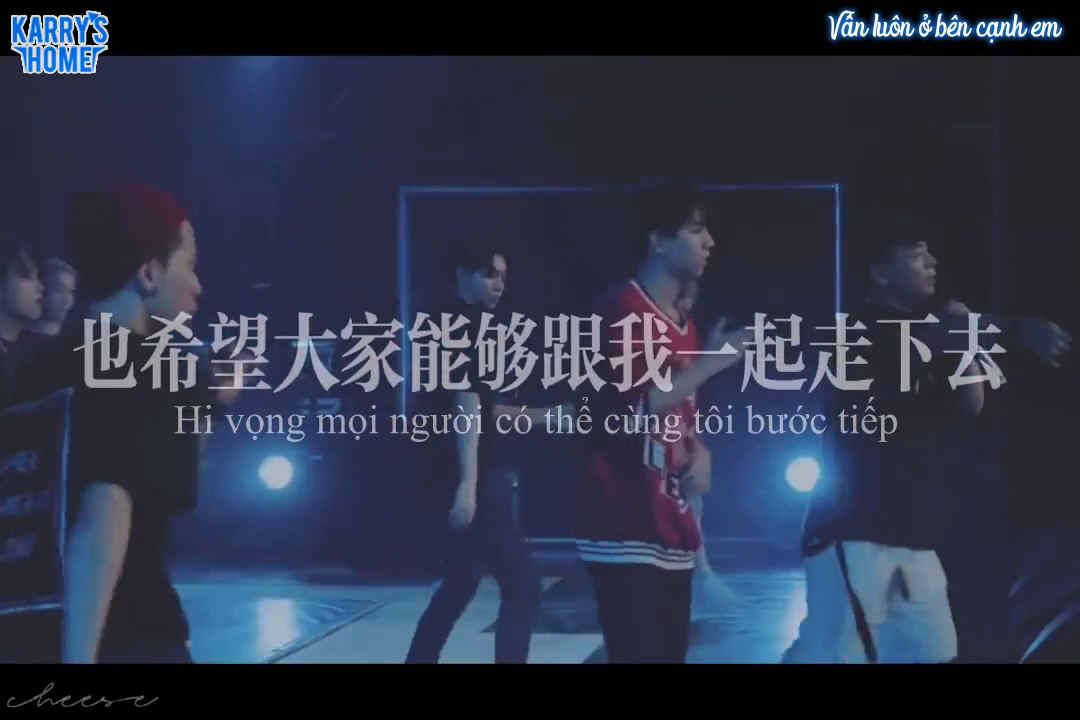 KARRY'S
HOME
Vẫn luôn ở bên cạnh em
也希望大家能够跟我一起走下去
Hi vọng mọi người có thể cùng tôi bước tiếp
cheese